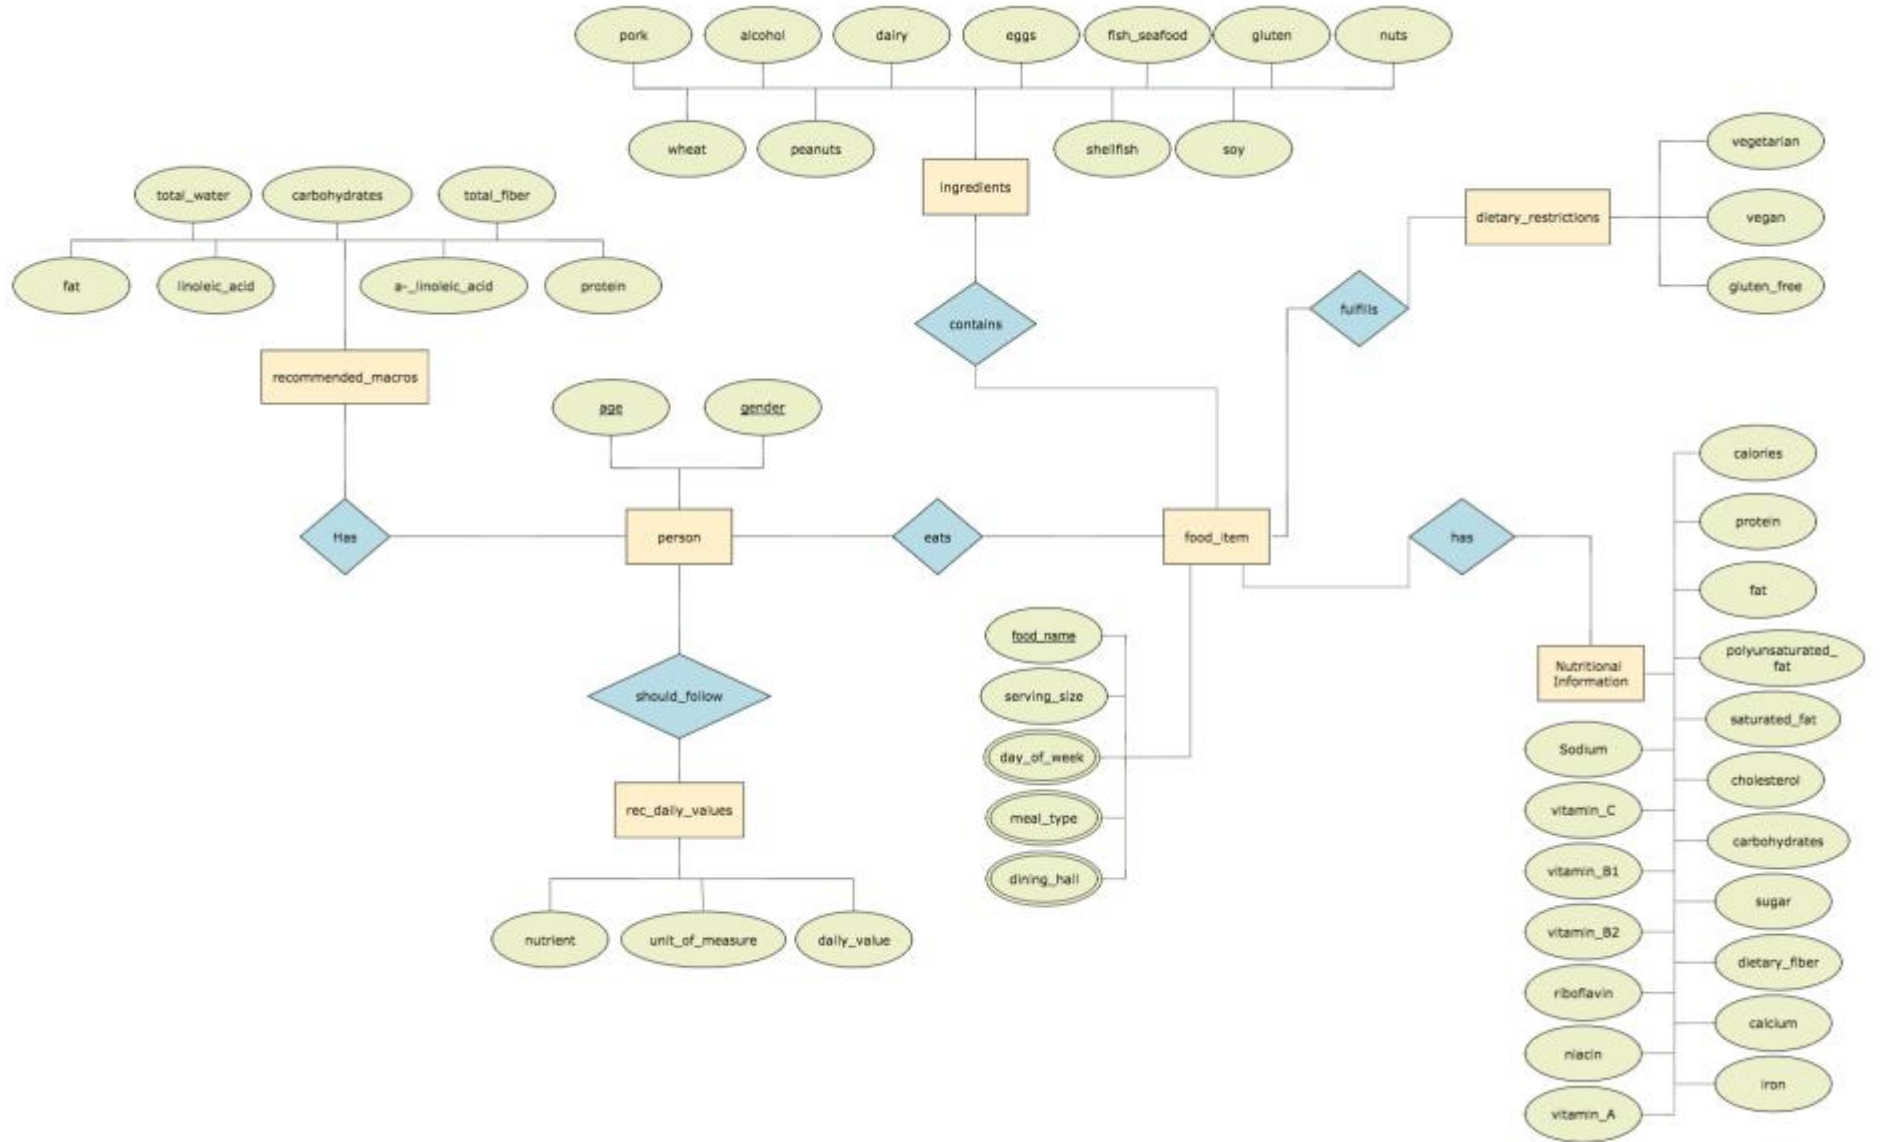 pork
alcohol
dairy
eggs
fish_seafood
gluten
nuts
wheat
peanuts
shellfish
soy
ingredients
vegetarian
vegan
gluten_free
dietary_restrictions
total_water
carbohydrates
total_fiber
fat
linoleic_acid
a-_linoleic_acid
protein
recommended_macros
contains
fulfills
age
gender
Has
person
eats
food_item
has
should_follow
rec_daily_values
nutrient
unit_of_measure
daily_value
food_name
serving_size
day_of_week
meal_type
dining_hall
Nutritional
Information
calories
protein
fat
polyunsaturated_
fat
saturated_fat
cholesterol
carbohydrates
sugar
dietary_fiber
calcium
iron
Sodium
vitamin_C
vitamin_B1
vitamin_B2
riboflavin
niacin
vitamin_A